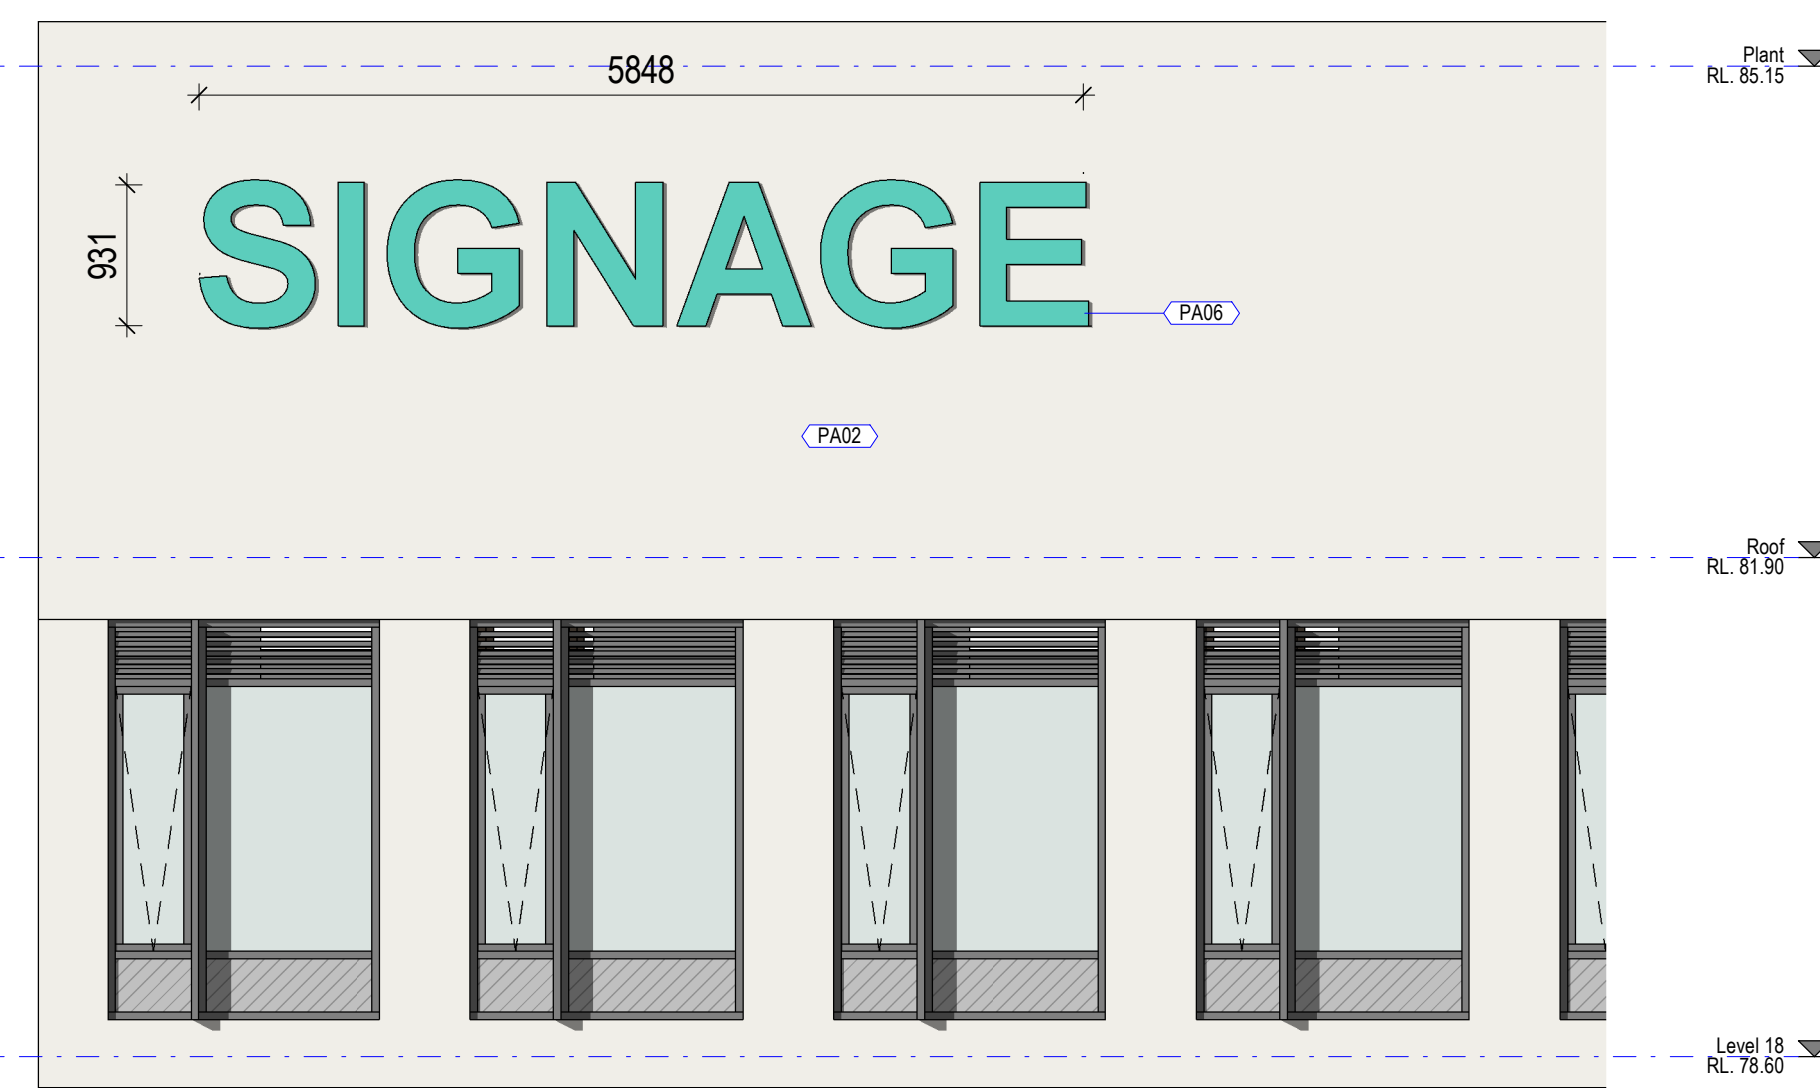 Plant
RL. 85.15
5848
931
SIGNAGE
PA06
PA02
Roof
RL. 81.90
Level 18
RL. 78.60